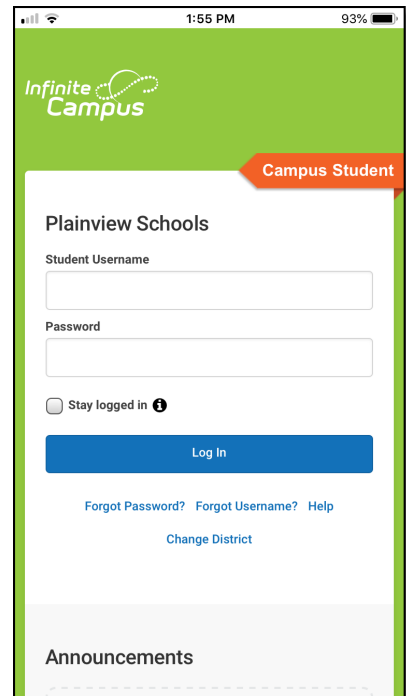 1:55 PM 93%
Infinite
Campus
Campus Student
Plainview Schools
Student Username
Password
Stay logged in
Log In
Forgot Password? Forgot Username? Help
Change District
Announcements